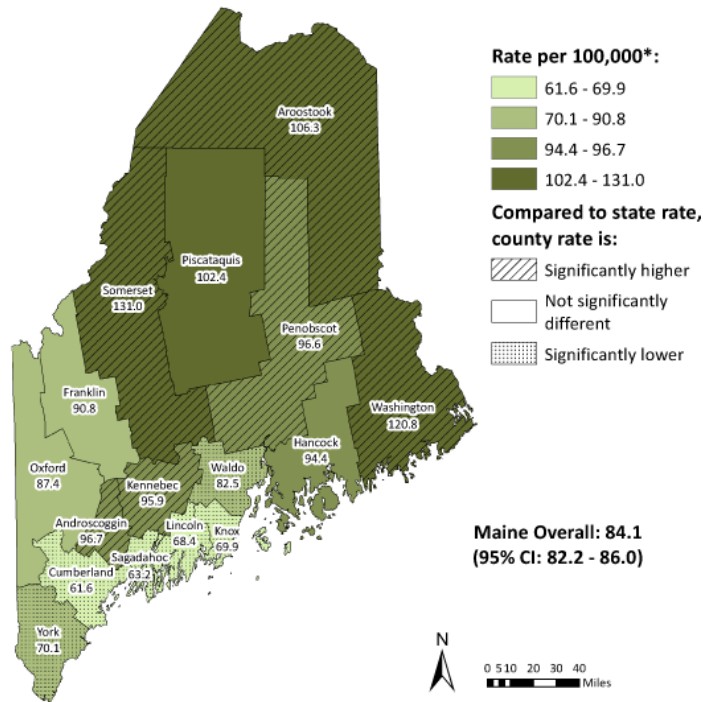 Rate per 100,000*:
61.6 - 69.9
70.1 - 90.8
94.4 - 96.7
102.4 - 131.0
Compared to state rate,
county rate is:
Significantly higher
Not significantly
different
Significantly lower
Aroostook
106.3
Piscataquis
102.4
Somerset
131.0
Penobscot
96.6
Franklin
90.8
Washington
120.8
Hancock
94.4
Oxford
87.4
Waldo
82.5
Kennebec
95.9
Androscoggin
96.7
Lincoln
68.4
Knox
69.9
Sagadahoc
63.2
Cumberland
61.6
York
70.1
Maine Overall: 84.1
(95% CI: 82.2 - 86.0)
N
0 5 10 20 30 40
Miles